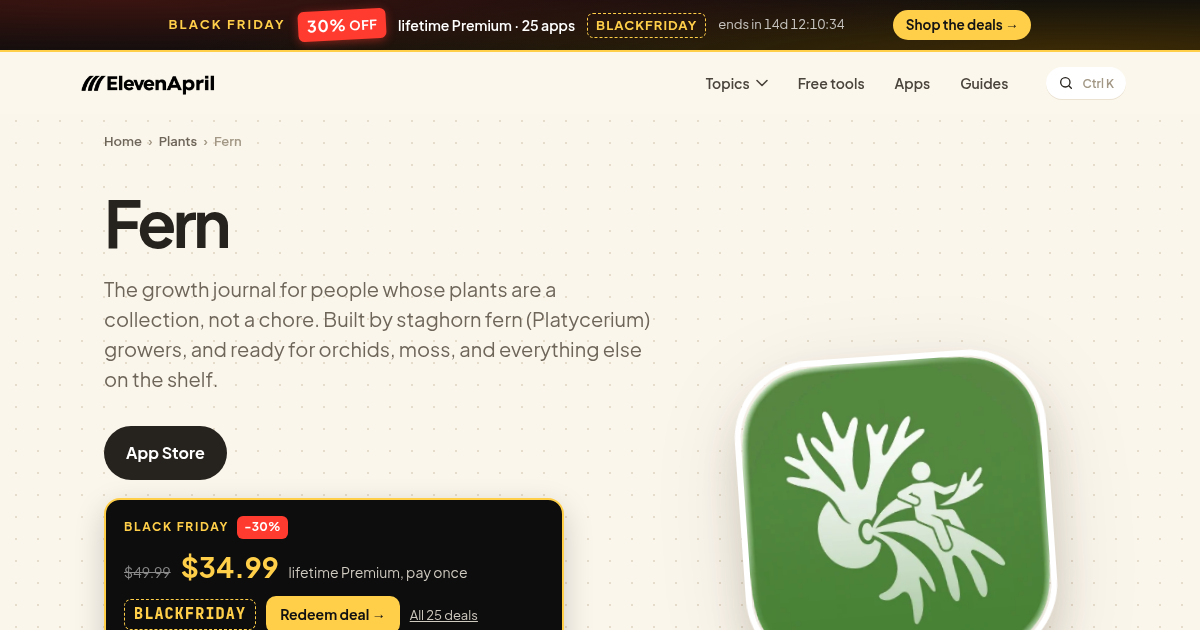 BLACK FRIDAY 30% OFF lifetime Premium · 25 apps BLACKFRIDAY ends in 14d 12:10:34 Shop the deals →
ElevenApril Topics Free tools Apps Guides Ctrl K
Home › Plants › Fern
Fern
The growth journal for people whose plants are a
collection, not a chore. Built by staghorn fern (Platycerium)
growers, and ready for orchids, moss, and everything else
on the shelf.
App Store
BLACK FRIDAY -30%
$49.99 $34.99 lifetime Premium, pay once
BLACKFRIDAY Redeem deal → All 25 deals